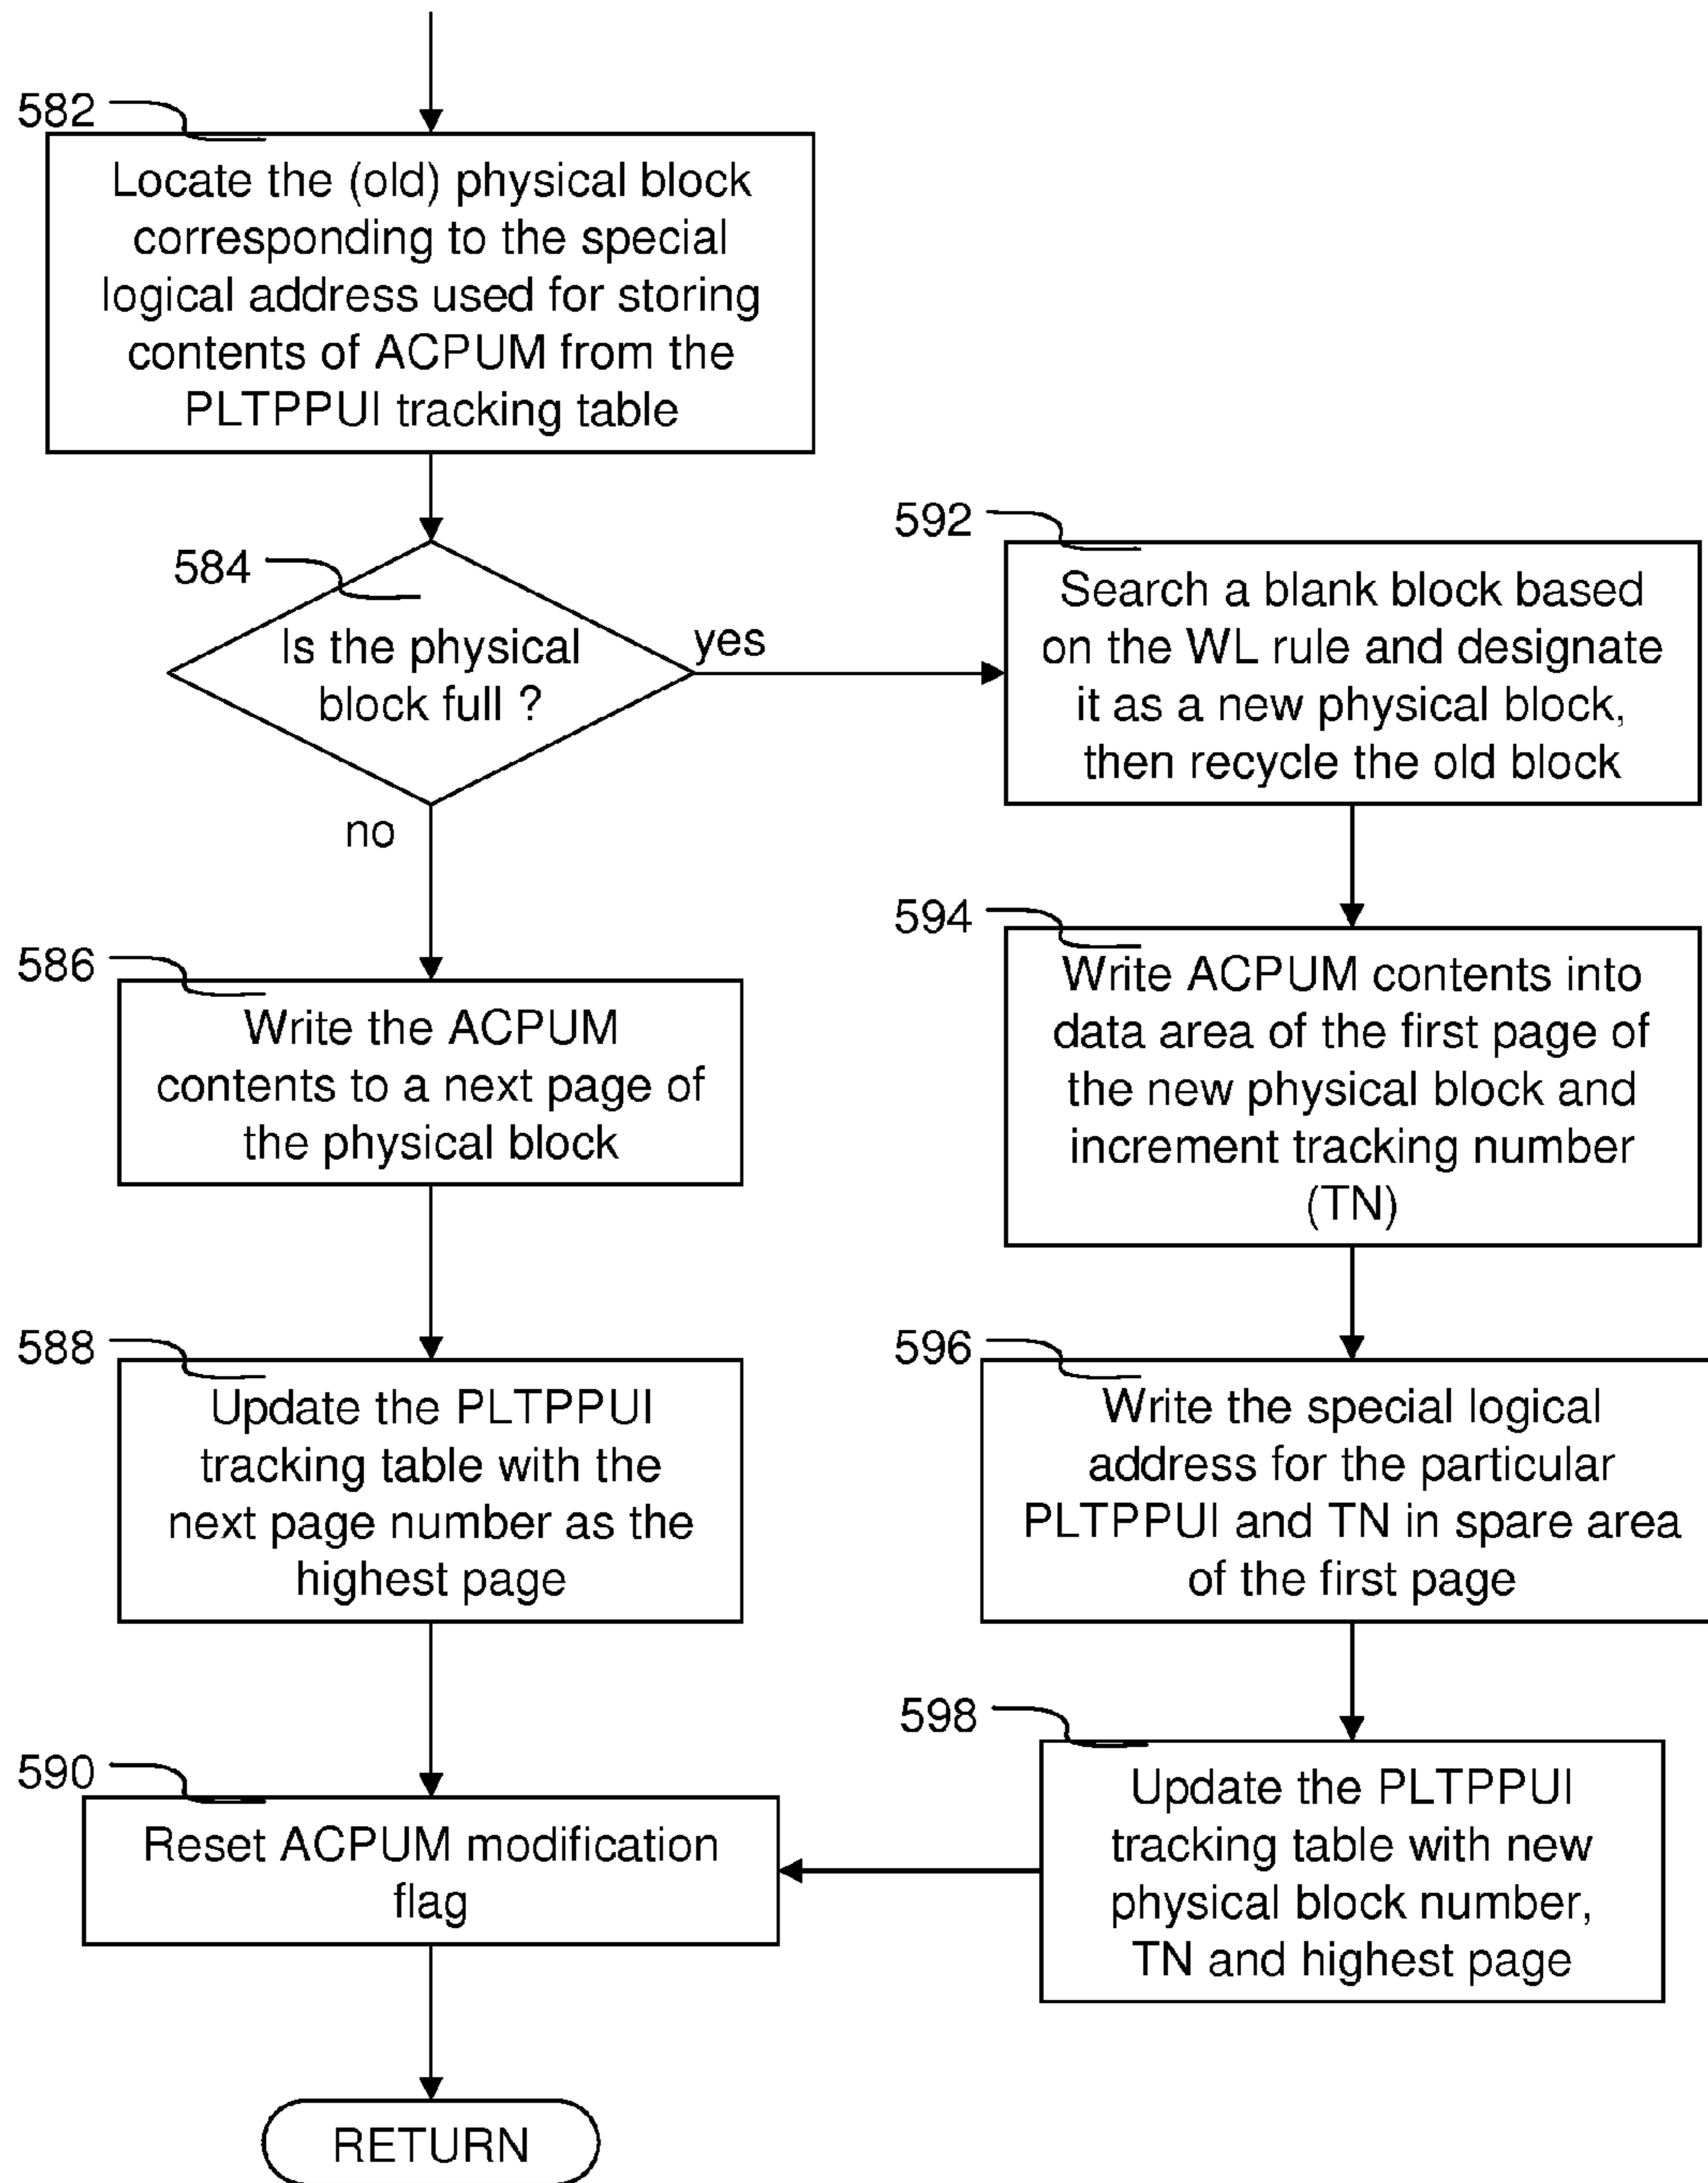 582
Locate the (old) physical block
corresponding to the special
logical address used for storing
contents of ACPUM from the
PLTPPUI tracking table
584
Is the physical
block full ?
yes
no
586
Write the ACPUM
contents to a next page of
the physical block
588
Update the PLTPPUI
tracking table with the
next page number as the
highest page
590
Reset ACPUM modification
flag
RETURN
592
Search a blank block based
on the WL rule and designate
it as a new physical block,
then recycle the old block
594
Write ACPUM contents into
data area of the first page of
the new physical block and
increment tracking number
(TN)
596
Write the special logical
address for the particular
PLTPPUI and TN in spare area
of the first page
598
Update the PLTPPUI
tracking table with new
physical block number,
TN and highest page